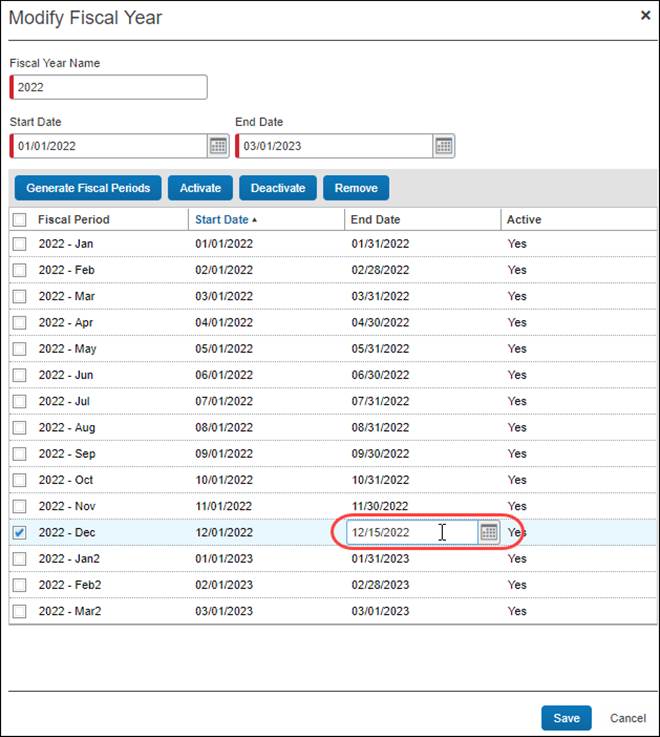 Modify Fiscal Year ×
Fiscal Year Name
2022
Start Date End Date
01/01/2022 03/01/2023
Generate Fiscal Periods Activate Deactivate Remove
Fiscal Period Start Date End Date Active
2022 - Jan 01/01/2022 01/31/2022 Yes
2022 - Feb 02/01/2022 02/28/2022 Yes
2022 - Mar 03/01/2022 03/31/2022 Yes
2022 - Apr 04/01/2022 04/30/2022 Yes
2022 - May 05/01/2022 05/31/2022 Yes
2022 - Jun 06/01/2022 06/30/2022 Yes
2022 - Jul 07/01/2022 07/31/2022 Yes
2022 - Aug 08/01/2022 08/31/2022 Yes
2022 - Sep 09/01/2022 09/30/2022 Yes
2022 - Oct 10/01/2022 10/31/2022 Yes
2022 - Nov 11/01/2022 11/30/2022 Yes
2022 - Dec 12/01/2022 12/15/2022 Yes
2022 - Jan2 01/01/2023 01/31/2023 Yes
2022 - Feb2 02/01/2023 02/28/2023 Yes
2022 - Mar2 03/01/2023 03/01/2023 Yes
Save Cancel